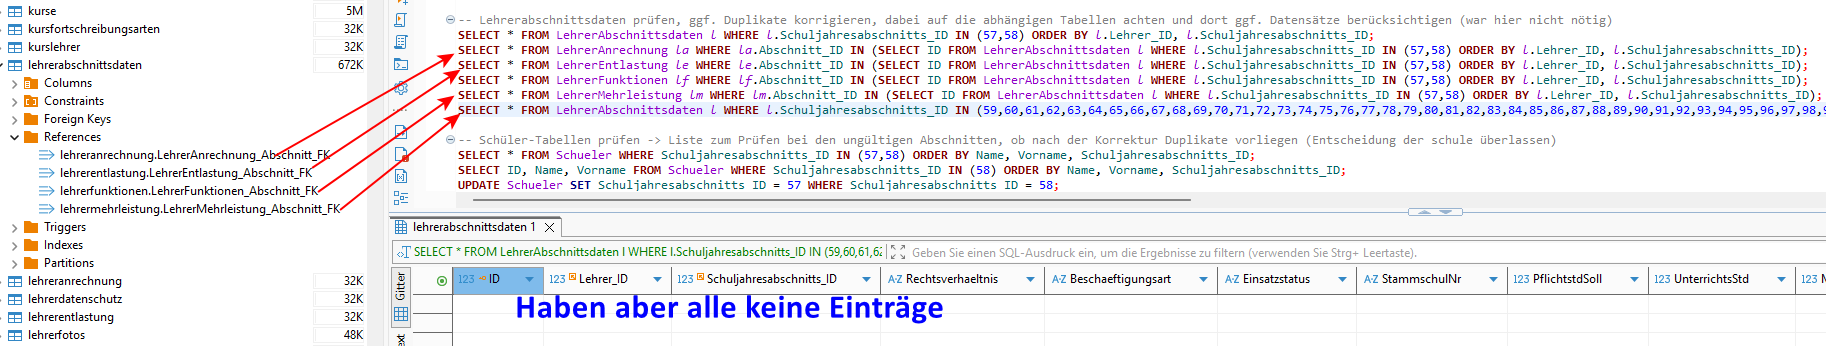 kurse 5M
kursfortschreibungsarten 32K
kurslehrer 32K
lehrerabschnittsdaten 672K
Columns
Constraints
Foreign Keys
References
lehreranrechnung.LehrerAnrechnung_Abschnitt_FK
lehrerentlastung.LehrerEntlastung_Abschnitt_FK
lehrerfunktionen.LehrerFunktionen_Abschnitt_FK
lehrermehrleistung.LehrerMehrleistung_Abschnitt_FK
Triggers
Indexes
Partitions
lehreranrechnung 32K
lehrerdatenschutz 32K
lehrerentlastung 32K
lehrerfotos 48K
-- Lehrerabschnittsdaten prüfen, ggf. Duplikate korrigieren, dabei auf die abhängigen Tabellen achten und dort ggf. Datensätze berücksichtigen (war hier nicht nötig)
SELECT * FROM LehrerAbschnittsdaten l WHERE l.Schuljahresabschnitts_ID IN (57,58) ORDER BY l.Lehrer_ID, l.Schuljahresabschnitts_ID;
SELECT * FROM LehrerAnrechnung la WHERE la.Abschnitt_ID IN (SELECT ID FROM LehrerAbschnittsdaten l WHERE l.Schuljahresabschnitts_ID IN (57,58) ORDER BY l.Lehrer_ID, l.Schuljahresabschnitts_ID);
SELECT * FROM LehrerEntlastung le WHERE le.Abschnitt_ID IN (SELECT ID FROM LehrerAbschnittsdaten l WHERE l.Schuljahresabschnitts_ID IN (57,58) ORDER BY l.Lehrer_ID, l.Schuljahresabschnitts_ID);
SELECT * FROM LehrerFunktionen lf WHERE lf.Abschnitt_ID IN (SELECT ID FROM LehrerAbschnittsdaten l WHERE l.Schuljahresabschnitts_ID IN (57,58) ORDER BY l.Lehrer_ID, l.Schuljahresabschnitts_ID);
SELECT * FROM LehrerMehrleistung lm WHERE lm.Abschnitt_ID IN (SELECT ID FROM LehrerAbschnittsdaten l WHERE l.Schuljahresabschnitts_ID IN (57,58) ORDER BY l.Lehrer_ID, l.Schuljahresabschnitts_ID);
SELECT * FROM LehrerAbschnittsdaten l WHERE l.Schuljahresabschnitts_ID IN (59,60,61,62,63,64,65,66,67,68,69,70,71,72,73,74,75,76,77,78,79,80,81,82,83,84,85,86,87,88,89,90,91,92,93,94,95,96,97,98,9
-- Schüler-Tabellen prüfen -> Liste zum Prüfen bei den ungültigen Abschnitten, ob nach der Korrektur Duplikate vorliegen (Entscheidung der schule überlassen)
SELECT * FROM Schueler WHERE Schuljahresabschnitts_ID IN (57,58) ORDER BY Name, Vorname, Schuljahresabschnitts_ID;
SELECT ID, Name, Vorname FROM Schueler WHERE Schuljahresabschnitts_ID IN (58) ORDER BY Name, Vorname, Schuljahresabschnitts_ID;
UPDATE Schueler SET Schuljahresabschnitts ID = 57 WHERE Schuljahresabschnitts ID = 58;
lehrerabschnittsdaten 1
SELECT * FROM LehrerAbschnittsdaten l WHERE l.Schuljahresabschnitts_ID IN (59,60,61,62 Geben Sie einen SQL-Ausdruck ein, um die Ergebnisse zu filtern (verwenden Sie Strg+ Leertaste).
Gitter
123 ID 123 Lehrer_ID 123 Schuljahresabschnitts_ID A-Z Rechtsverhaeltnis A-Z Beschaeftigungsart A-Z Einsatzstatus A-Z StammschulNr 123 PflichtstdSoll 123 UnterrichtsStd 123
Haben aber alle keine Einträge